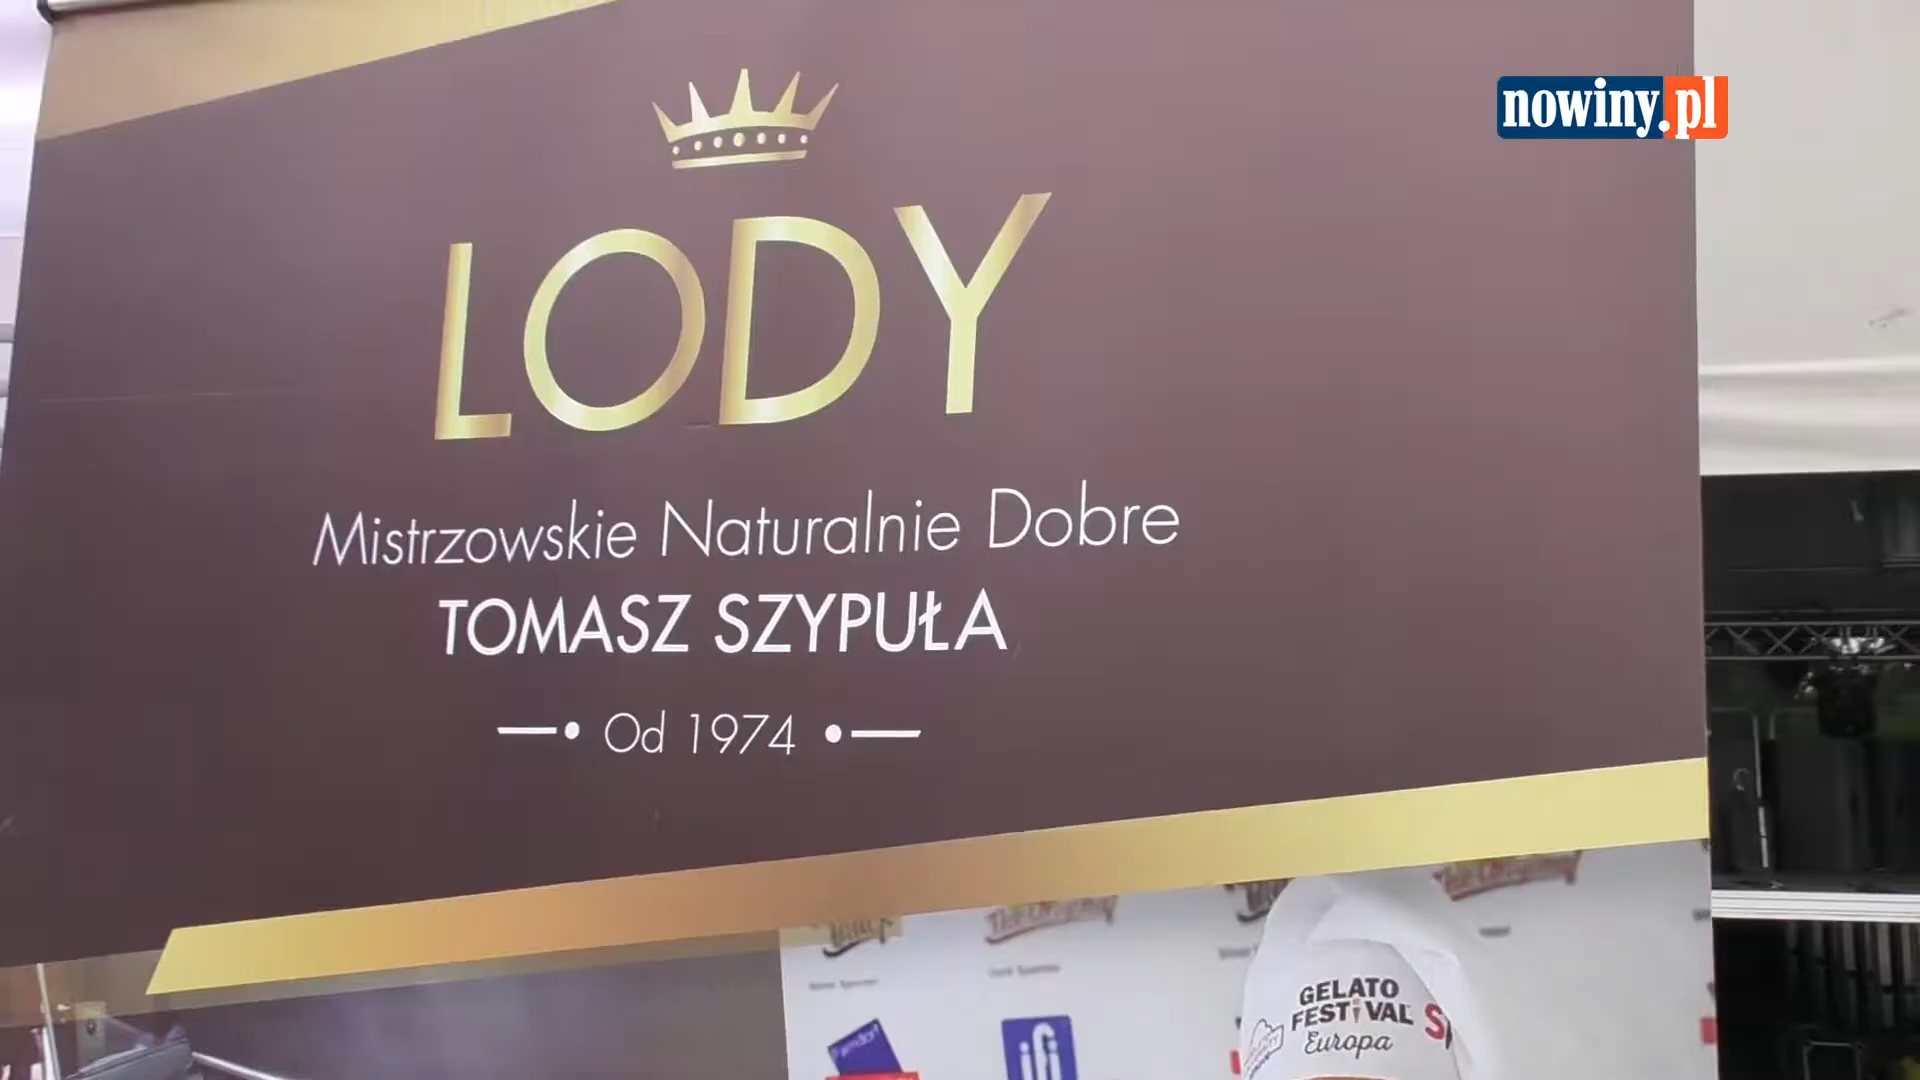 nowiny.pl
LODY
Mistrzowskie Naturalnie Dobre
TOMASZ SZYPUŁA
Od 1974
GELATO
FESTIVAL
Europa